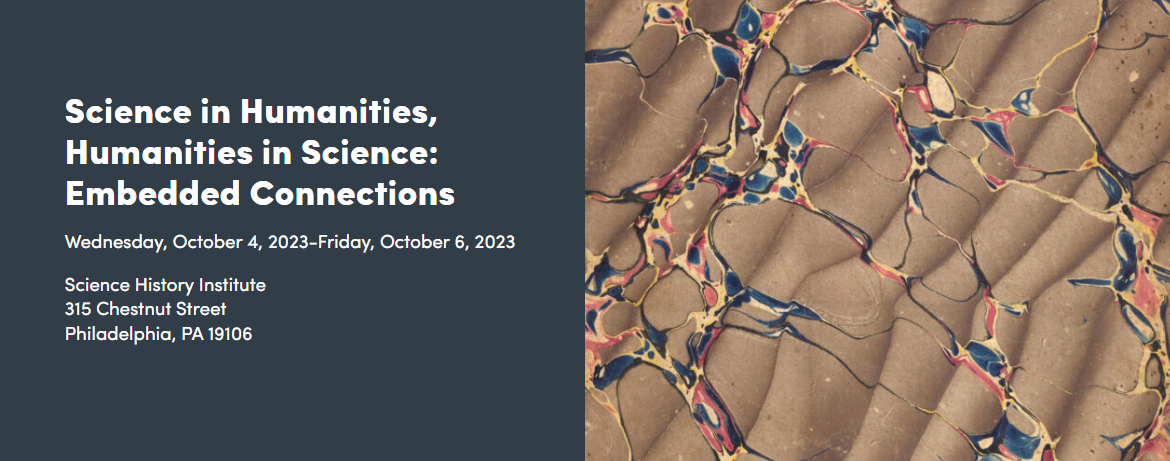 Science in Humanities,
Humanities in Science:
Embedded Connections
Wednesday, October 4, 2023–Friday, October 6, 2023
Science History Institute
315 Chestnut Street
Philadelphia, PA 19106